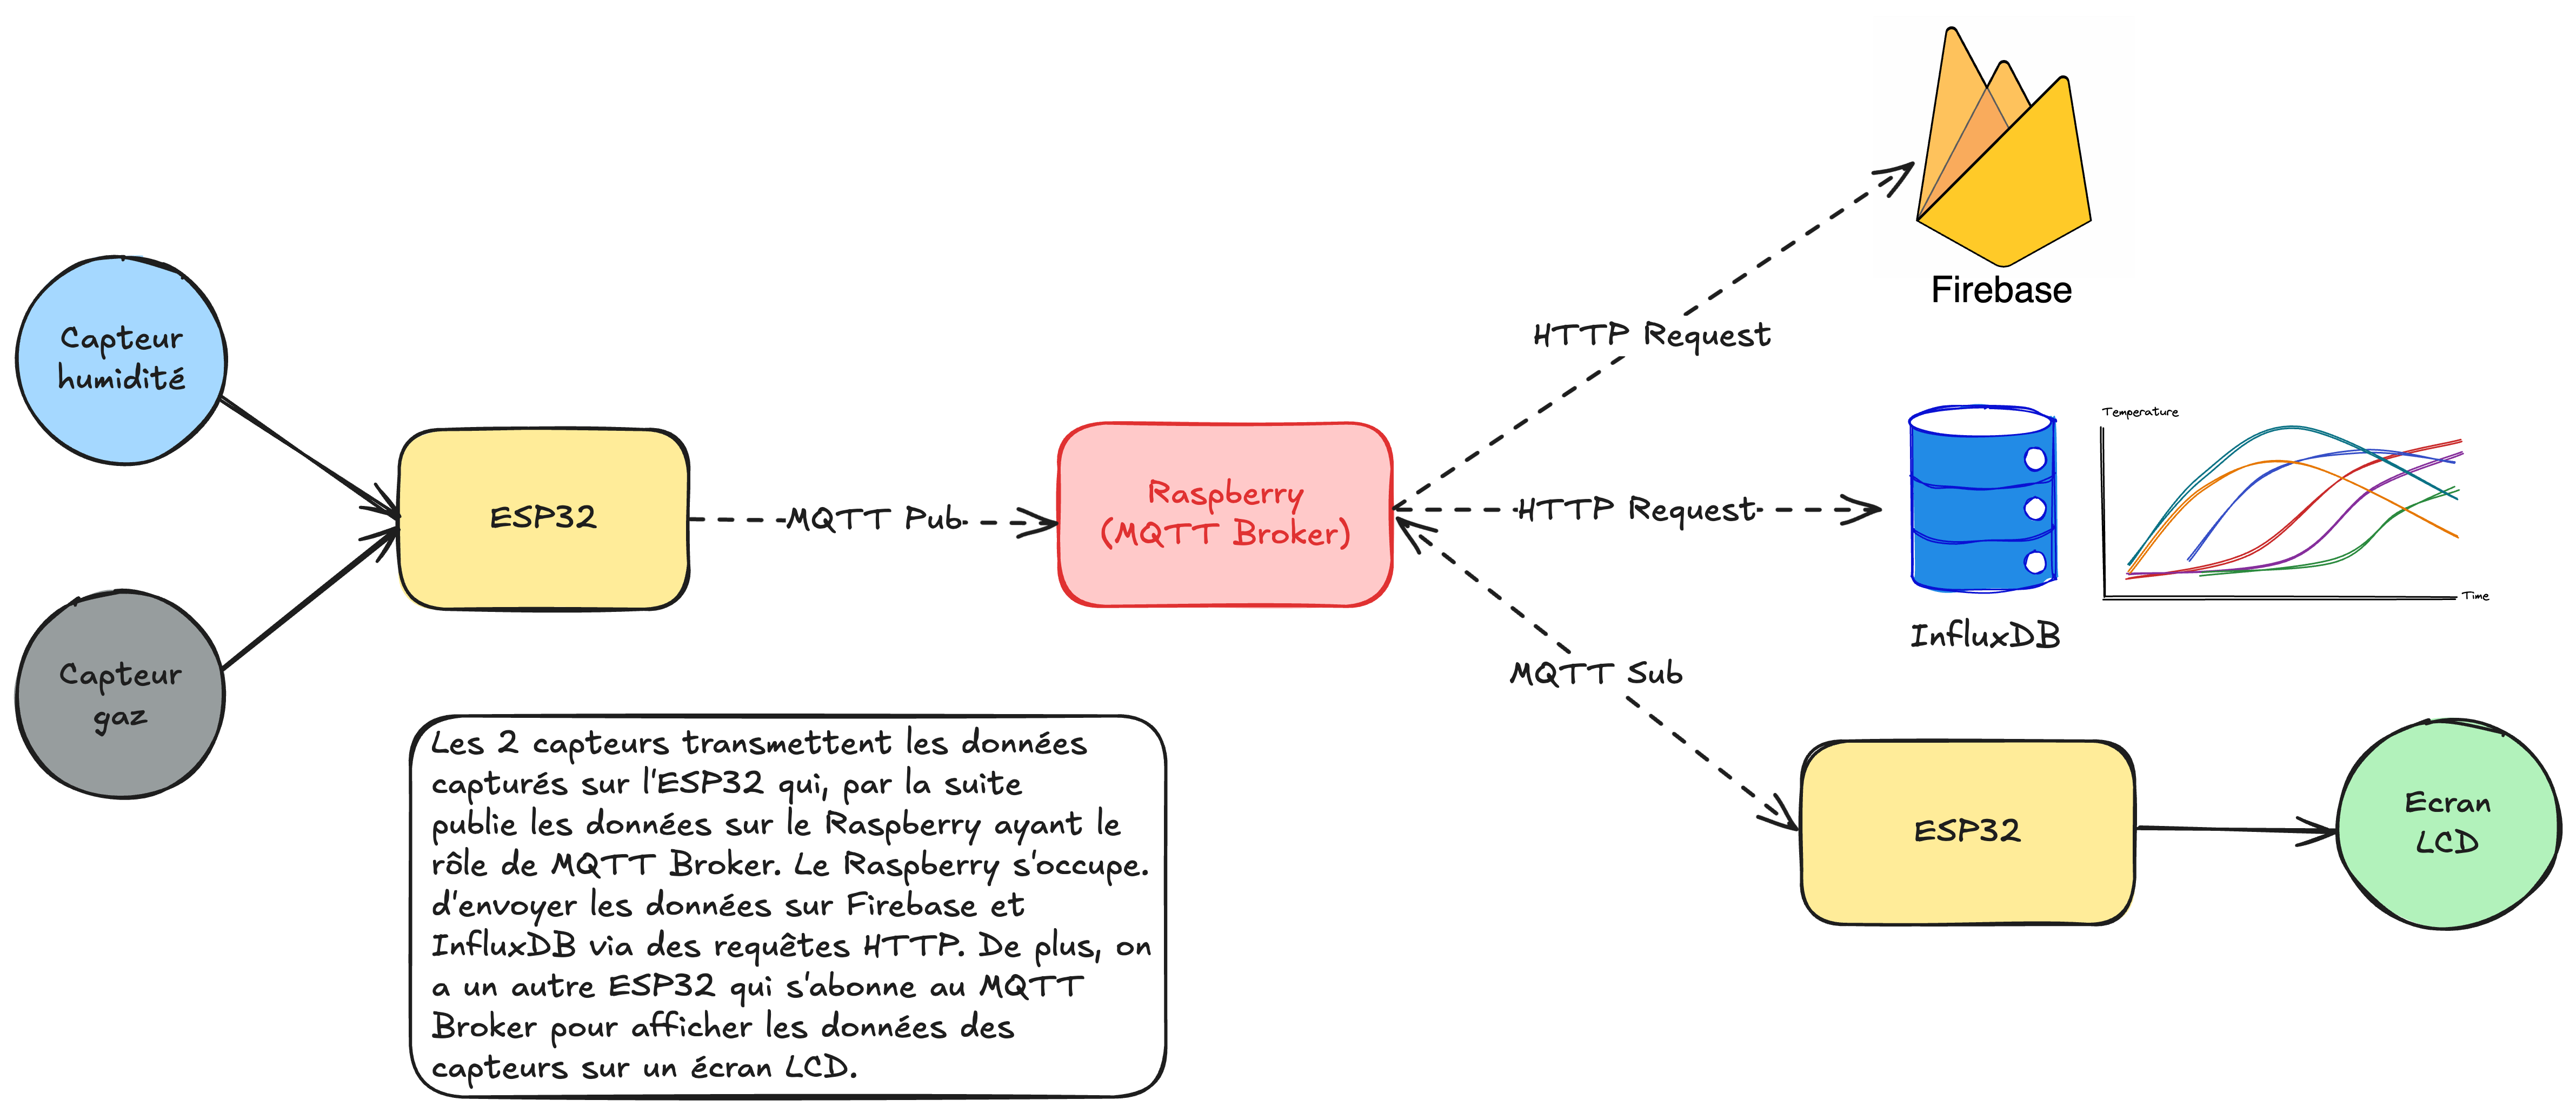 Firebase
HTTP Request
Capteur
humidité
Temperature
ESP32
MQTT Pub
Raspberry
(MQTT Broker)
HTTP Request
Time
InfluxDB
Capteur
gaz
MQTT Sub
Les 2 capteurs transmettent les données
capturés sur l'ESP32 qui, par la suite
publie les données sur le Raspberry ayant le
rôle de MQTT Broker. Le Raspberry s'occupe.
d'envoyer les données sur Firebase et
InfluxDB via des requêtes HTTP. De plus, on
a un autre ESP32 qui s'abonne au MQTT
Broker pour afficher les données des
capteurs sur un écran LCD.
ESP32
Ecran
LCD